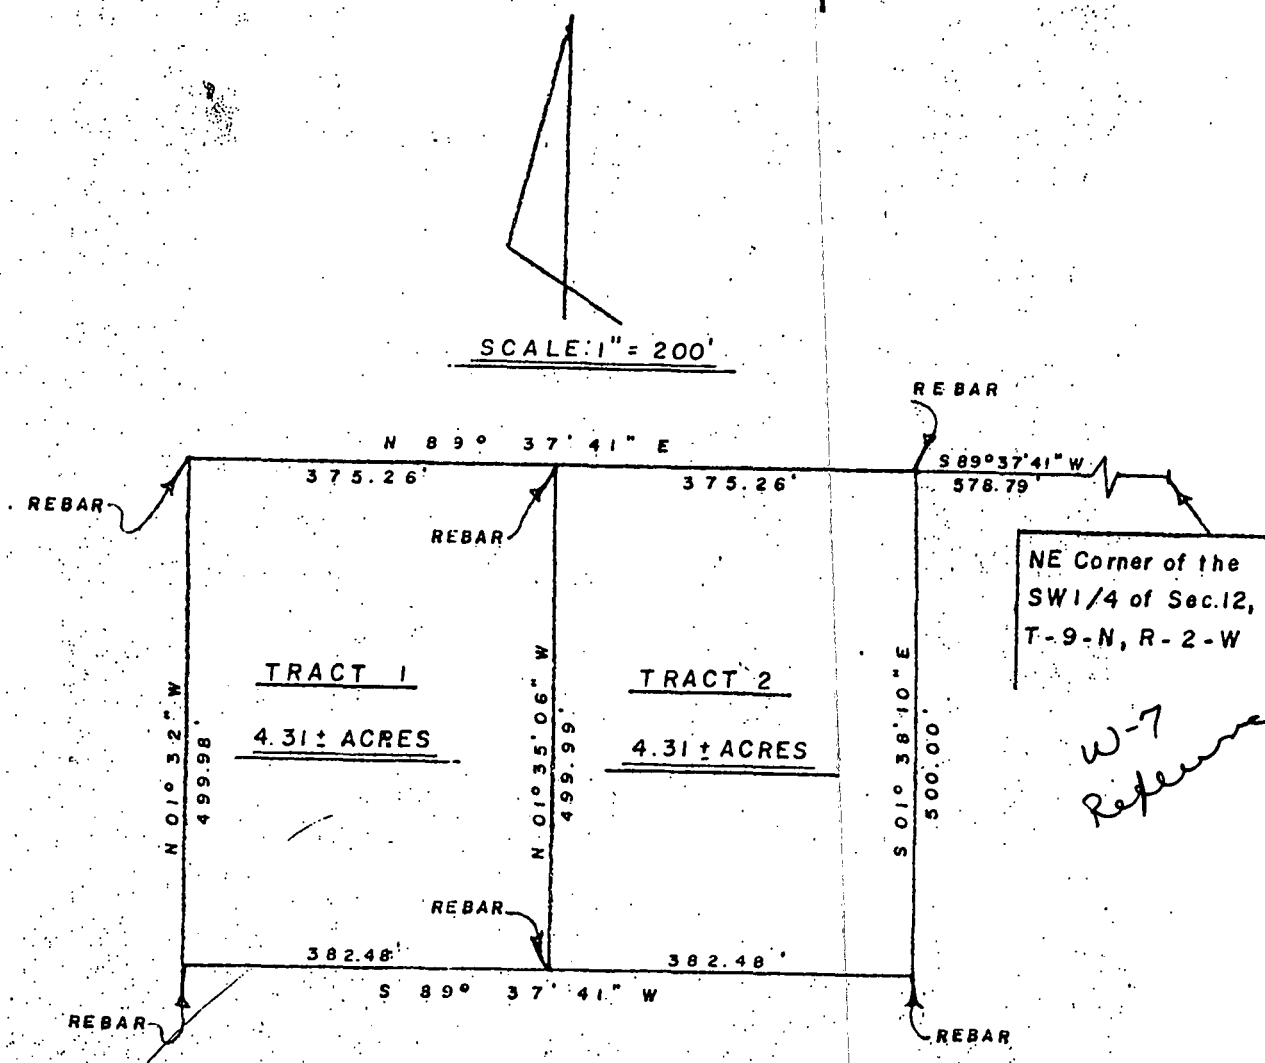 SCALE: 1" = 200'
REBAR
N 89° 37' 41" E
S 89° 37' 41" W
375.26'
375.26'
578.79'
REBAR
REBAR
NE Corner of the
SW 1/4 of Sec. 12,
T-9-N, R-2-W
TRACT 1
4.31 ± ACRES
TRACT 2
4.31 ± ACRES
N 01° 32" W
499.98'
N 01° 35' 06" W
499.99'
S 01° 38' 10" E
500.00'
W-7
REBAR
382.48'
382.48'
S 89° 37' 41" W
REBAR
REBAR